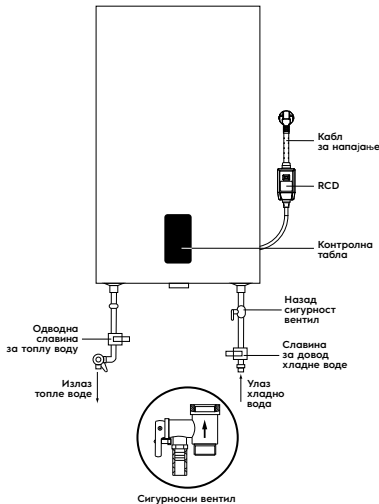 Кабл
за напајање
RCD
Контролна
табла
Назад
сигурност
вентил
Одводна
славина
за топлу воду
Славина
за довод
хладне воде
Излаз
топле воде
Улаз
хладно
вода
Сигурносни вентил